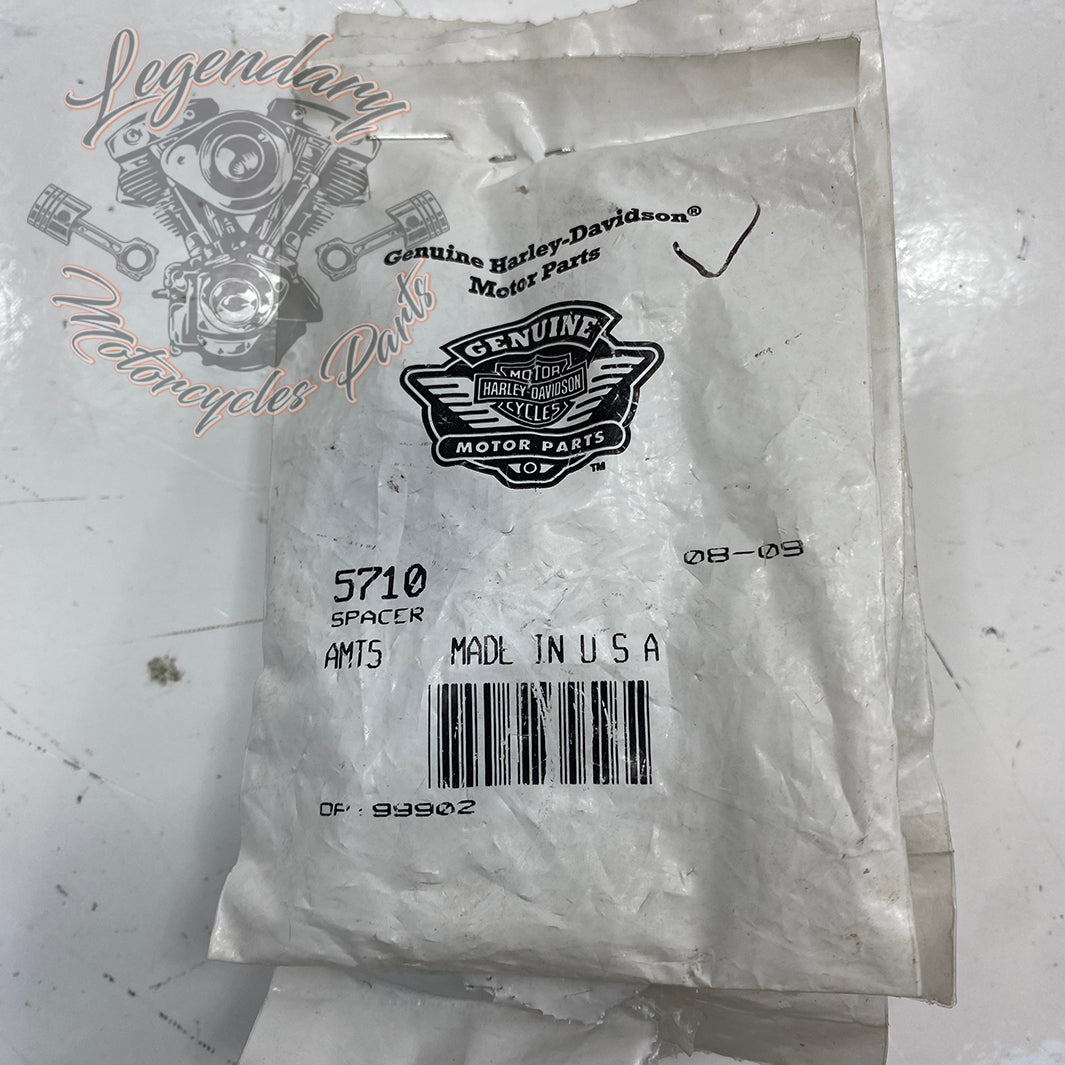 Legendary
Motorcycles Parts
Genuine Harley-Davidson®
Motor Parts
GENUINE
MOTOR
HARLEY-DAVIDSON
CYCLES
MOTOR PARTS
TM
08-09
5710
SPACER
AMTS MADE IN U S A
99902